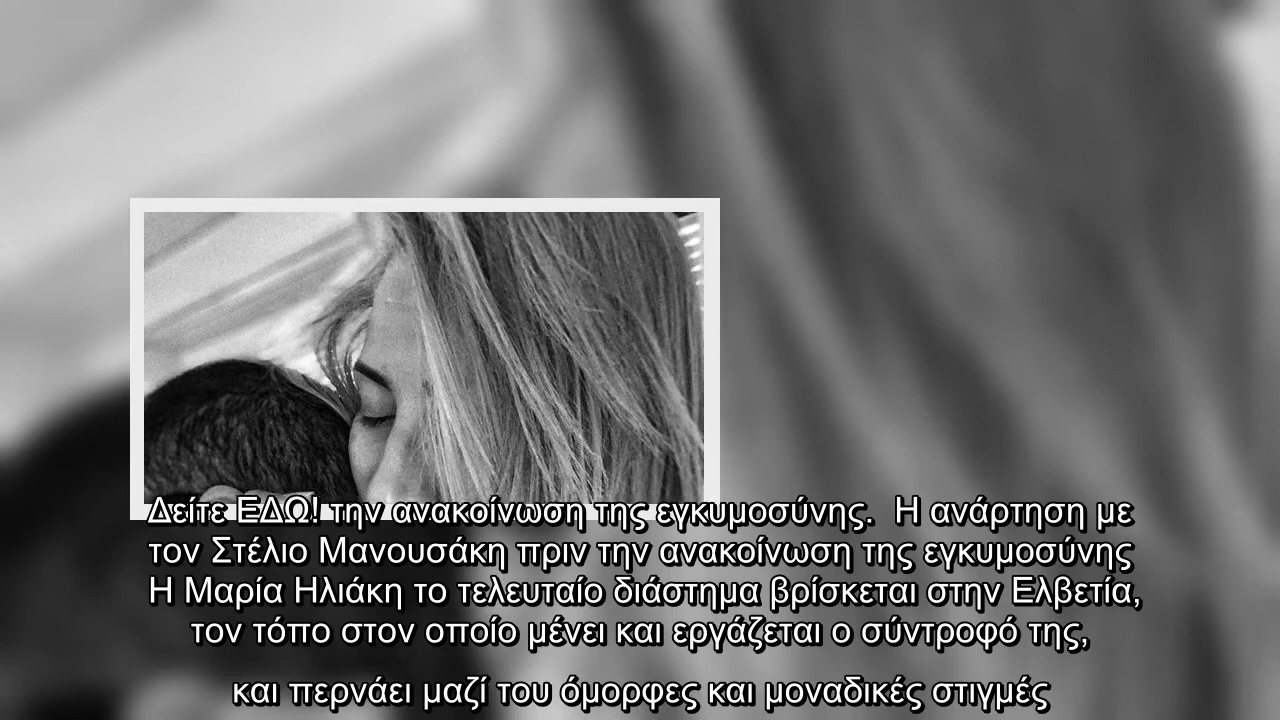 Δείτε ΕΔΩ! την ανακοίνωση της εγκυμοσύνης.  Η ανάρτηση με
τον Στέλιο Μανουσάκη πριν την ανακοίνωση της εγκυμοσύνης
Η Μαρία Ηλιάκη το τελευταίο διάστημα βρίσκεται στην Ελβετία,
τον τόπο στον οποίο μένει και εργάζεται ο σύντροφό της,
και περνάει μαζί του όμορφες και μοναδικές στιγμές